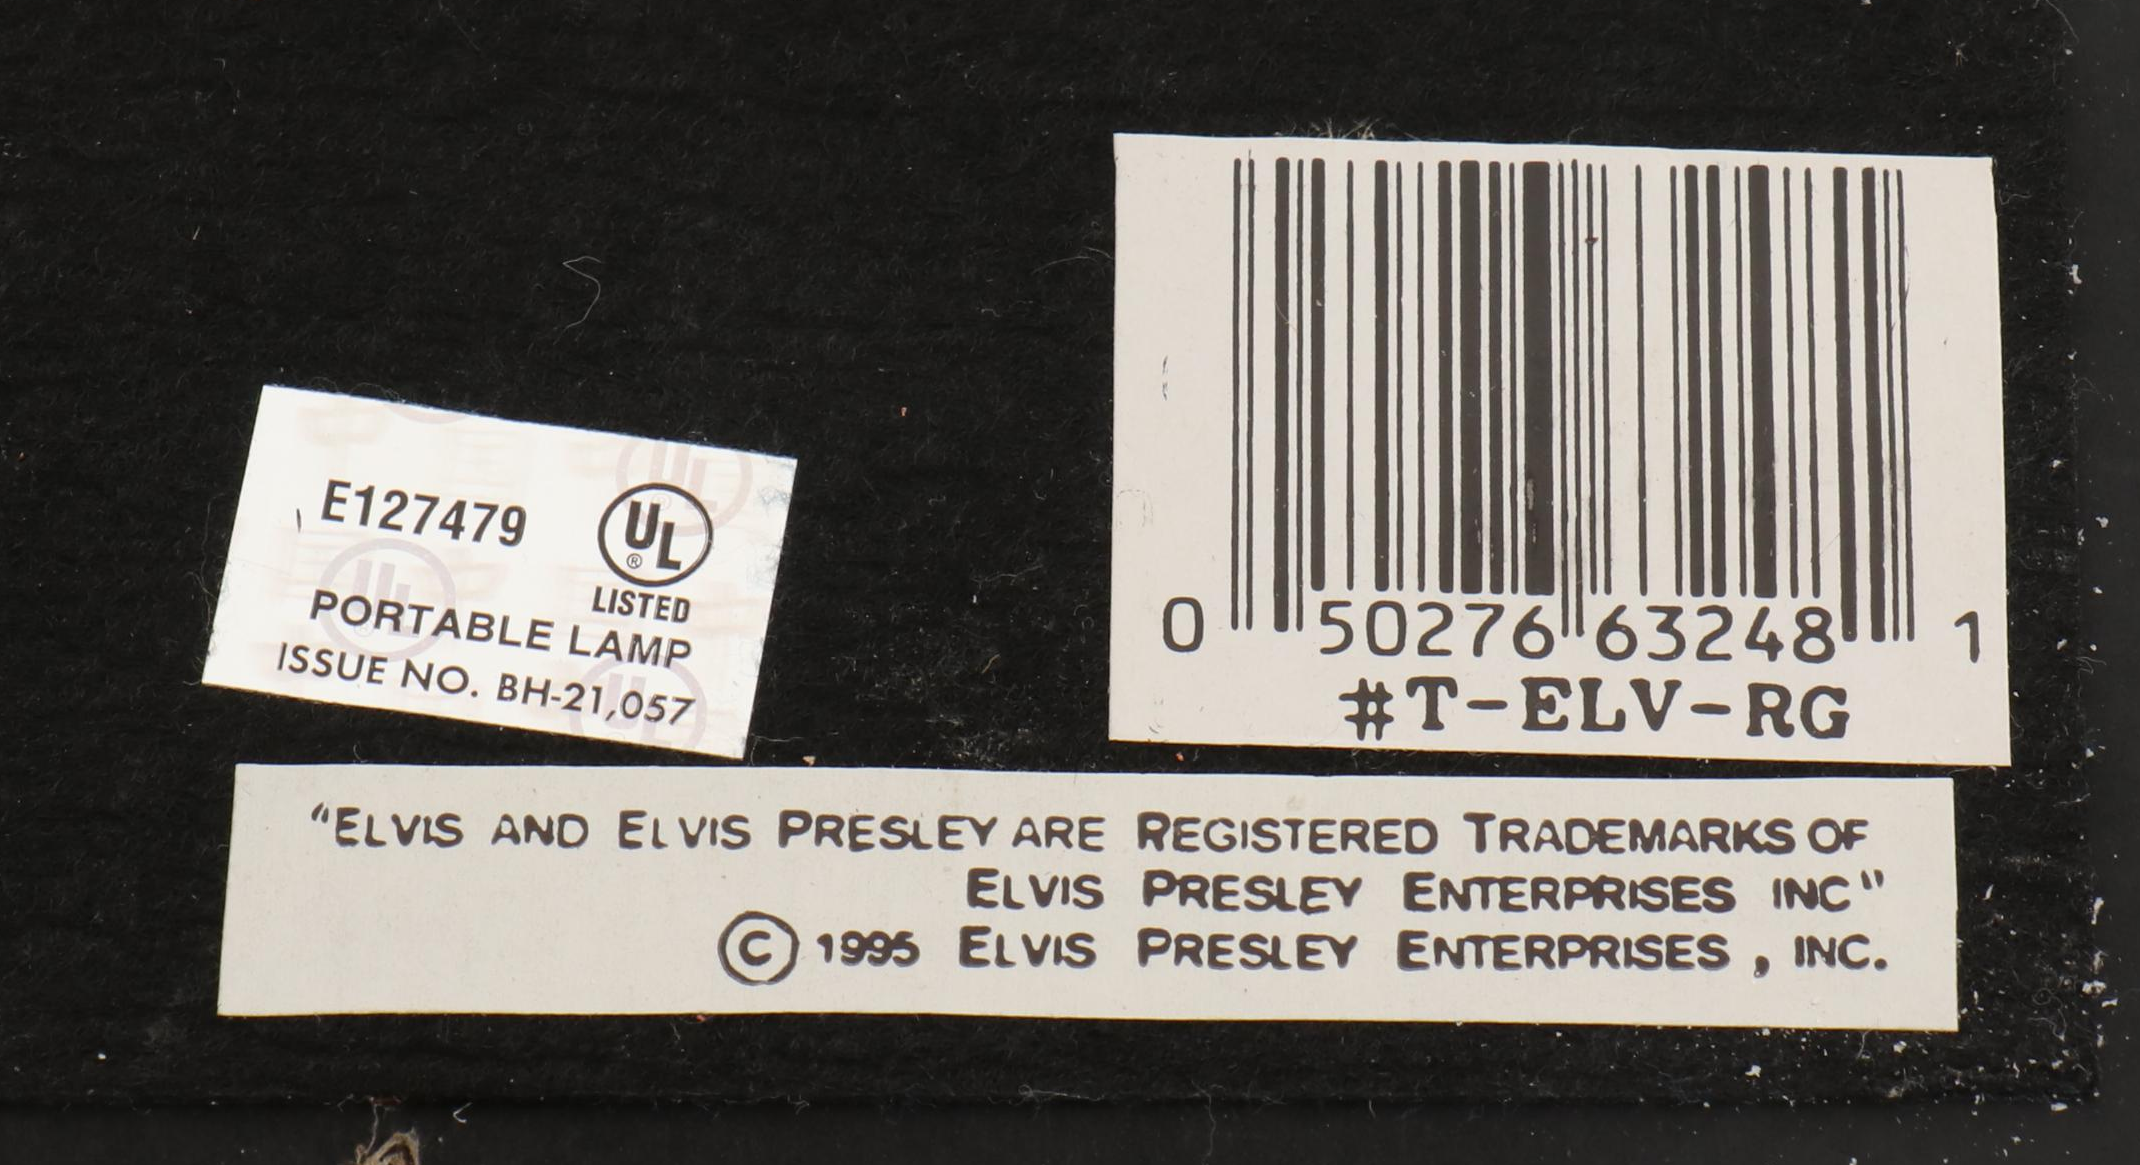 E127479
UL
®
LISTED
PORTABLE LAMP
ISSUE NO. BH-21,057
0 50276 63248 1
#T-ELV-RG
“ELVIS AND ELVIS PRESLEY ARE REGISTERED TRADEMARKS OF
ELVIS PRESLEY ENTERPRISES INC”
© 1995 ELVIS PRESLEY ENTERPRISES , INC.